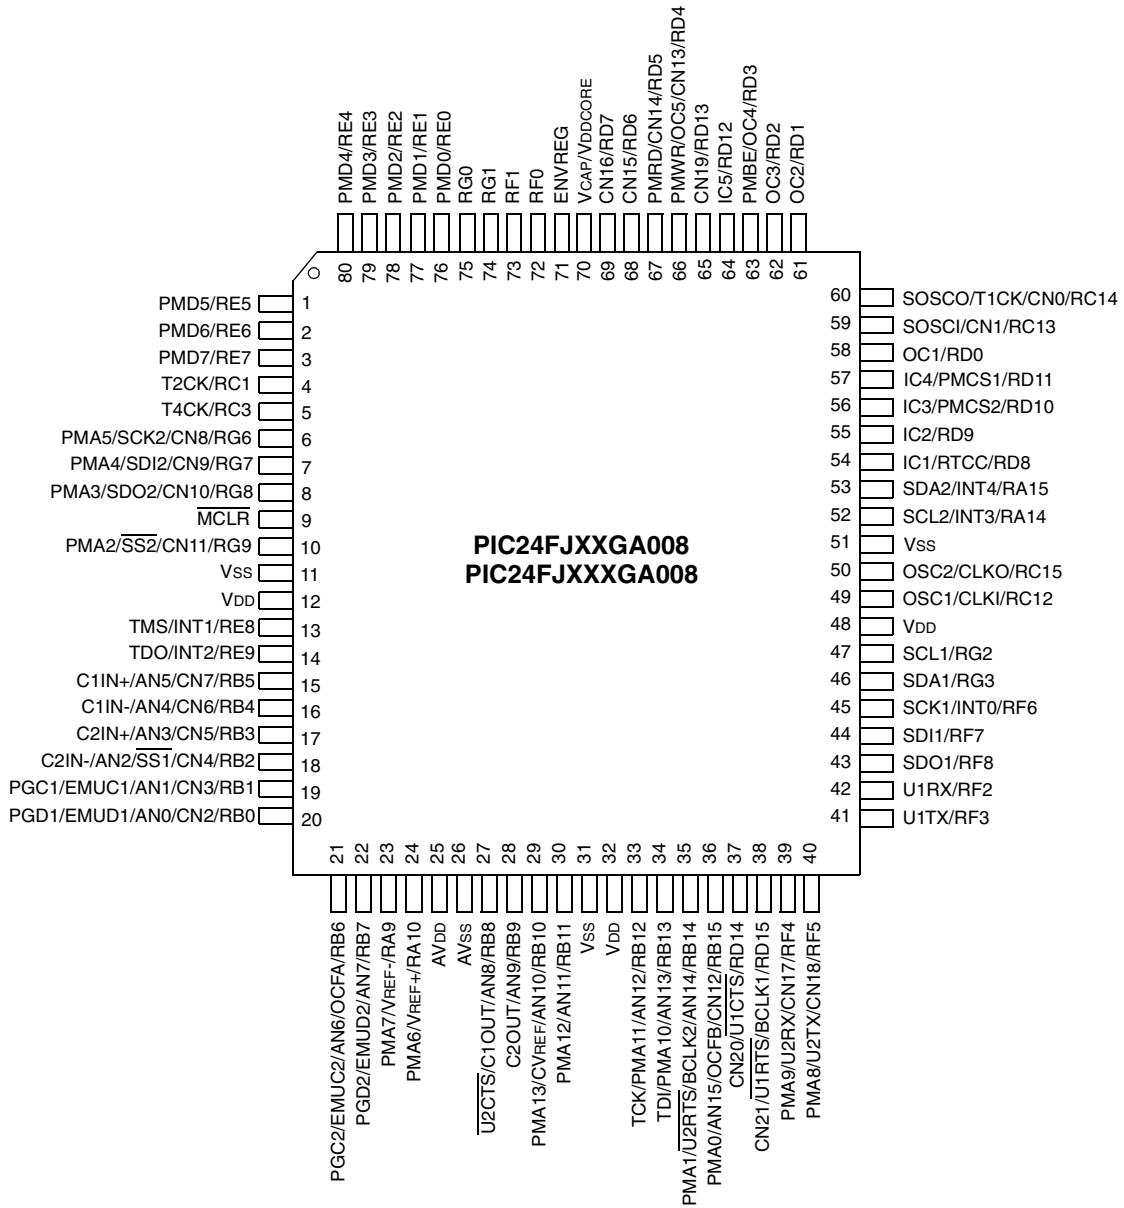 PMD4/RE4
PMD3/RE3
PMD2/RE2
PMD1/RE1
PMD0/RE0
RG0
RG1
RF1
RF0
ENVREG
VCAP/VDDCORE
CN16/RD7
CN15/RD6
PMRD/CN14/RD5
PMWR/OC5/CN13/RD4
CN19/RD13
IC5/RD12
PMBE/OC4/RD3
OC3/RD2
OC2/RD1
80 79 78 77 76 75 74 73 72 71 70 69 68 67 66 65 64 63 62 61
PMD5/RE5 1
PMD6/RE6 2
PMD7/RE7 3
T2CK/RC1 4
T4CK/RC3 5
PMA5/SCK2/CN8/RG6 6
PMA4/SDI2/CN9/RG7 7
PMA3/SDO2/CN10/RG8 8
MCLR 9
PMA2/SS2/CN11/RG9 10
VSS 11
VDD 12
TMS/INT1/RE8 13
TDO/INT2/RE9 14
C1IN+/AN5/CN7/RB5 15
C1IN-/AN4/CN6/RB4 16
C2IN+/AN3/CN5/RB3 17
C2IN-/AN2/SS1/CN4/RB2 18
PGC1/EMUC1/AN1/CN3/RB1 19
PGD1/EMUD1/AN0/CN2/RB0 20
PIC24FJXXGA008
PIC24FJXXXGA008
60 SOSCO/T1CK/CN0/RC14
59 SOSCI/CN1/RC13
58 OC1/RD0
57 IC4/PMCS1/RD11
56 IC3/PMCS2/RD10
55 IC2/RD9
54 IC1/RTCC/RD8
53 SDA2/INT4/RA15
52 SCL2/INT3/RA14
51 VSS
50 OSC2/CLKO/RC15
49 OSC1/CLKI/RC12
48 VDD
47 SCL1/RG2
46 SDA1/RG3
45 SCK1/INT0/RF6
44 SDI1/RF7
43 SDO1/RF8
42 U1RX/RF2
41 U1TX/RF3
21 22 23 24 25 26 27 28 29 30 31 32 33 34 35 36 37 38 39 40
PGC2/EMUC2/AN6/OCFA/RB6
PGD2/EMUD2/AN7/RB7
PMA7/VREF-/RA9
PMA6/VREF+/RA10
AVDD
AVSS
U2CTS/C1OUT/AN8/RB8
C2OUT/AN9/RB9
PMA13/CVREF/AN10/RB10
PMA12/AN11/RB11
VSS
VDD
TCK/PMA11/AN12/RB12
TDI/PMA10/AN13/RB13
PMA1/U2RTS/BCLK2/AN14/RB14
PMA0/AN15/OCFB/CN12/RB15
CN20/U1CTS/RD14
CN21/U1RTS/BCLK1/RD15
PMA9/U2RX/CN17/RF4
PMA8/U2TX/CN18/RF5